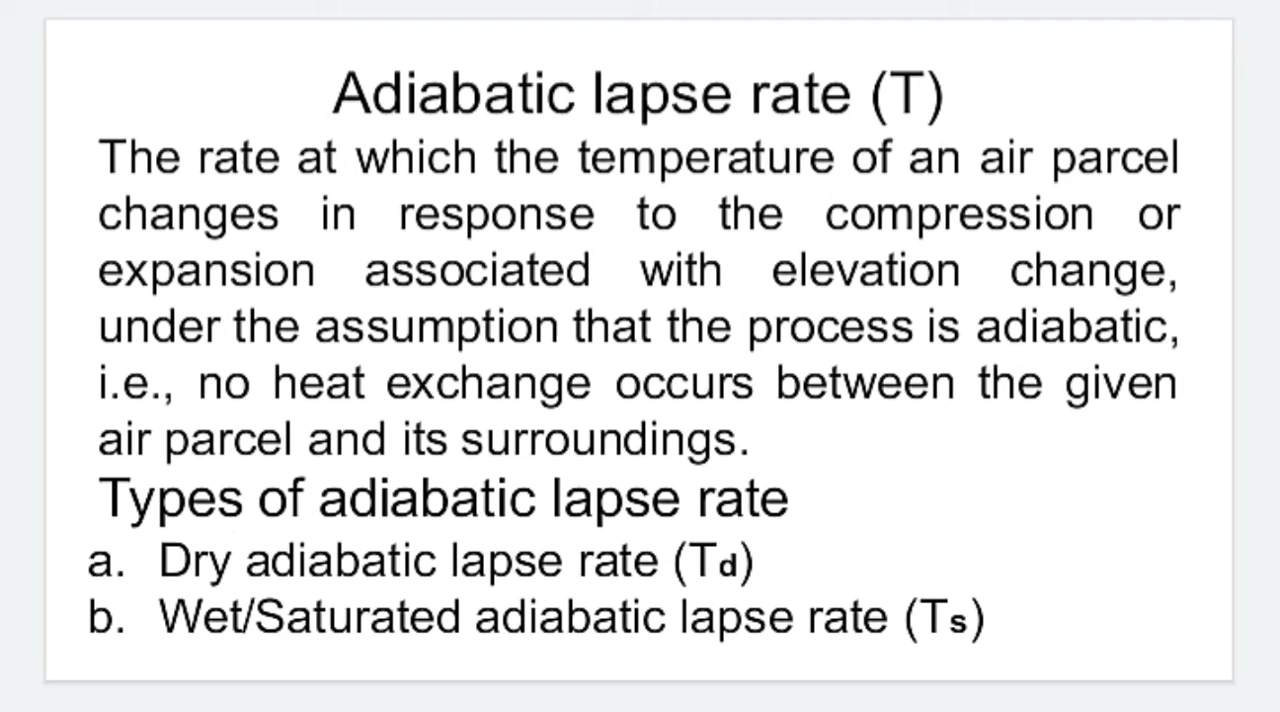 Adiabatic lapse rate (T)
The rate at which the temperature of an air parcel
changes in response to the compression or
expansion associated with elevation change,
under the assumption that the process is adiabatic,
i.e., no heat exchange occurs between the given
air parcel and its surroundings.
Types of adiabatic lapse rate
a. Dry adiabatic lapse rate (Td)
b. Wet/Saturated adiabatic lapse rate (Ts)